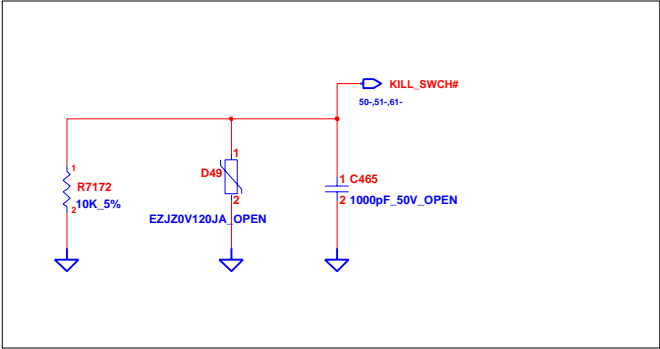 KILL_SWCH#
50-,51-,61-
1
R7172
2
10K_5%
1
D49
2
EZJZ0V120JA_OPEN
1 C465
2 1000pF_50V_OPEN